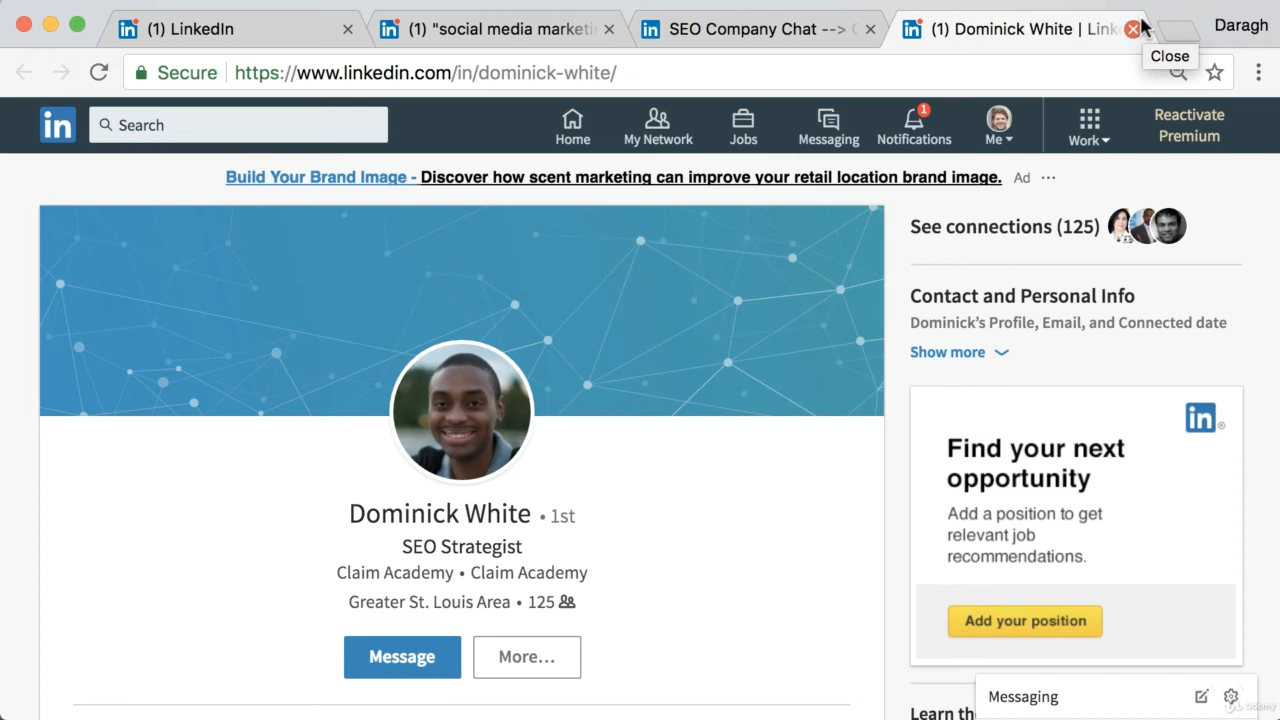 (1) LinkedIn
(1) "social media marketi
SEO Company Chat --> 
(1) Dominick White | Link
Daragh
Close
Secure
https://www.linkedin.com/in/dominick-white/
in
Search
Home
My Network
Jobs
Messaging
1
Notifications
Me
Work
Reactivate
Premium
Build Your Brand Image - Discover how scent marketing can improve your retail location brand image.
Ad ···
Dominick White • 1st
SEO Strategist
Claim Academy • Claim Academy
Greater St. Louis Area • 125
Message
More...
See connections (125)
Contact and Personal Info
Dominick's Profile, Email, and Connected date
Show more
in®
Find your next
opportunity
Add a position to get
relevant job
recommendations.
Add your position
Learn th
Messaging
Udemy